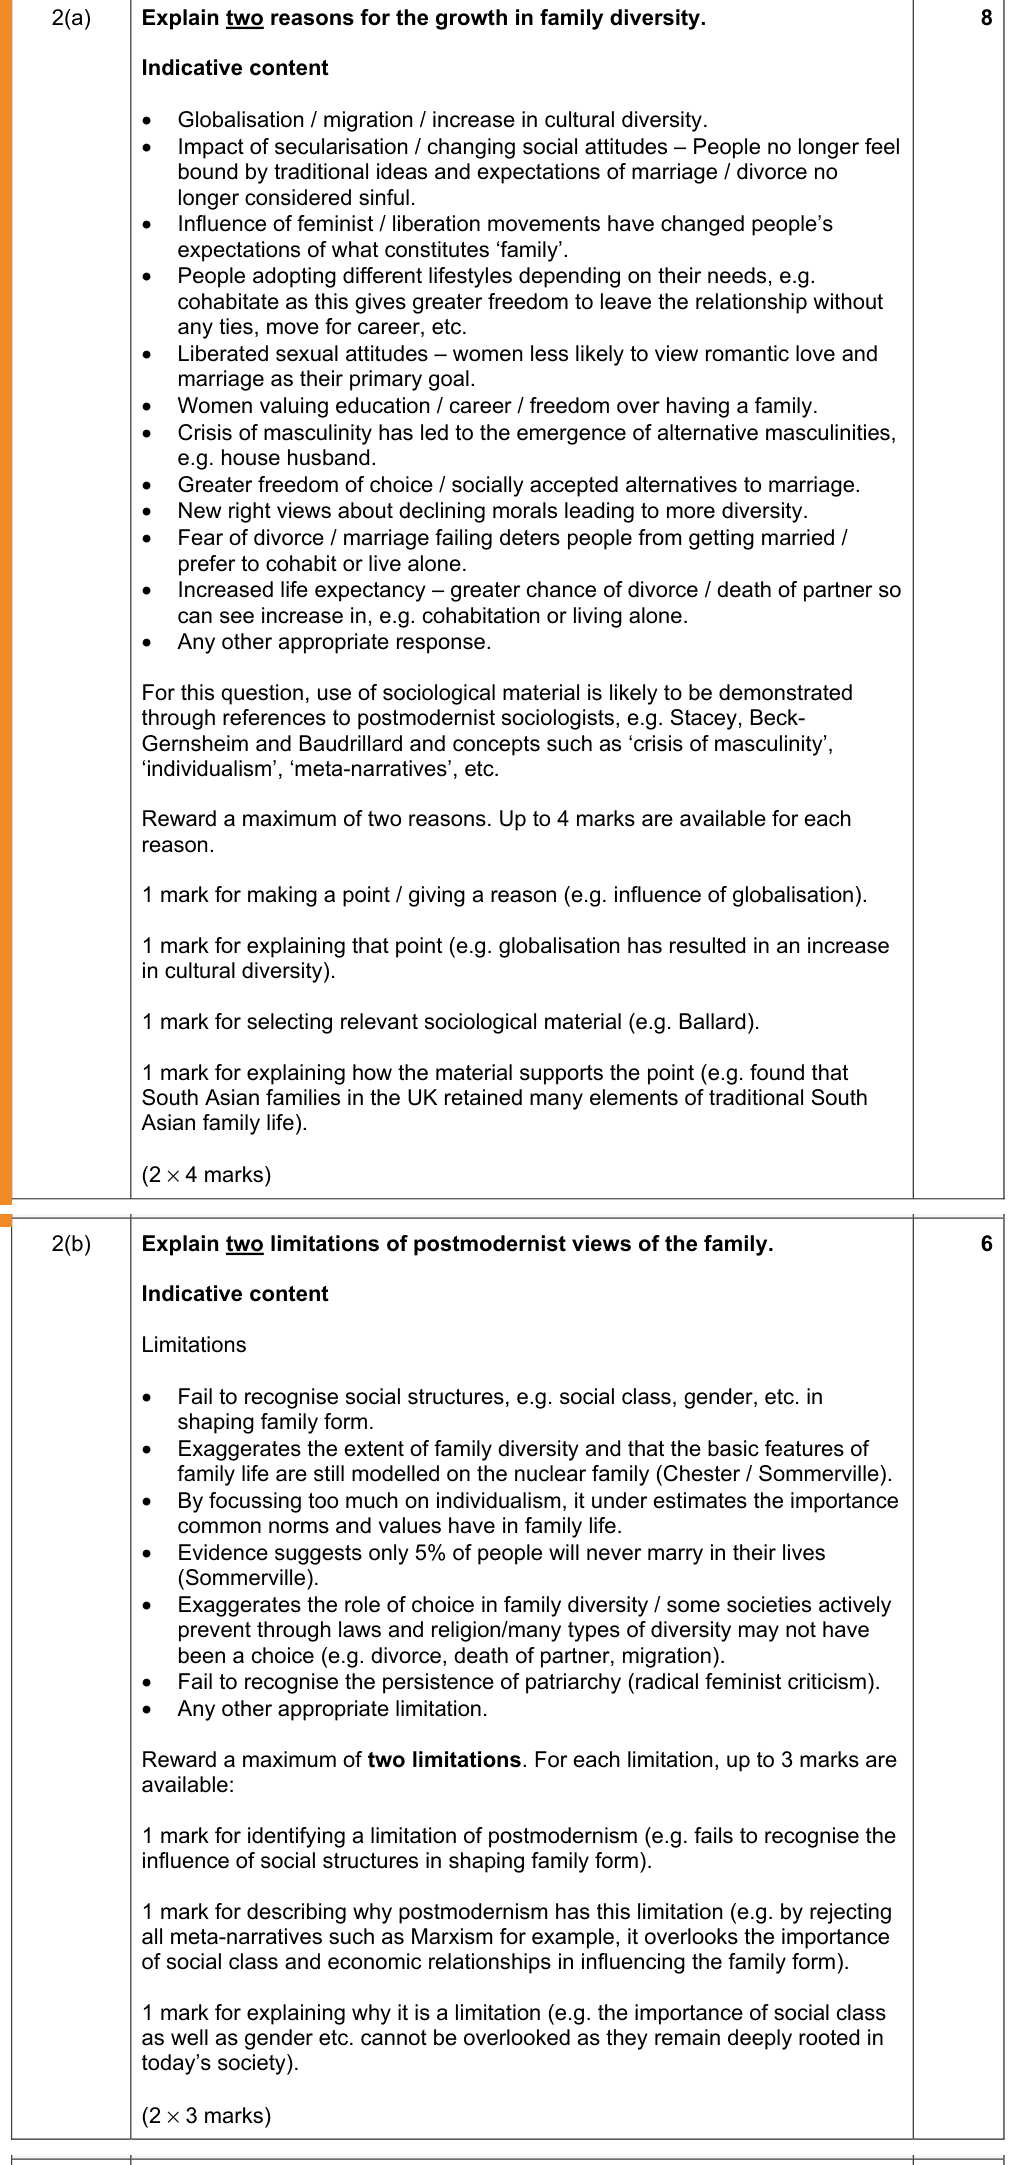 2(a) Explain two reasons for the growth in family diversity. 8
Indicative content
• Globalisation / migration / increase in cultural diversity.
• Impact of secularisation / changing social attitudes – People no longer feel
bound by traditional ideas and expectations of marriage / divorce no
longer considered sinful.
• Influence of feminist / liberation movements have changed people’s
expectations of what constitutes ‘family’.
• People adopting different lifestyles depending on their needs, e.g.
cohabitate as this gives greater freedom to leave the relationship without
any ties, move for career, etc.
• Liberated sexual attitudes – women less likely to view romantic love and
marriage as their primary goal.
• Women valuing education / career / freedom over having a family.
• Crisis of masculinity has led to the emergence of alternative masculinities,
e.g. house husband.
• Greater freedom of choice / socially accepted alternatives to marriage.
• New right views about declining morals leading to more diversity.
• Fear of divorce / marriage failing deters people from getting married /
prefer to cohabit or live alone.
• Increased life expectancy – greater chance of divorce / death of partner so
can see increase in, e.g. cohabitation or living alone.
• Any other appropriate response.
For this question, use of sociological material is likely to be demonstrated
through references to postmodernist sociologists, e.g. Stacey, Beck-
Gernsheim and Baudrillard and concepts such as ‘crisis of masculinity’,
‘individualism’, ‘meta-narratives’, etc.
Reward a maximum of two reasons. Up to 4 marks are available for each
reason.
1 mark for making a point / giving a reason (e.g. influence of globalisation).
1 mark for explaining that point (e.g. globalisation has resulted in an increase
in cultural diversity).
1 mark for selecting relevant sociological material (e.g. Ballard).
1 mark for explaining how the material supports the point (e.g. found that
South Asian families in the UK retained many elements of traditional South
Asian family life).
(2 × 4 marks)
2(b) Explain two limitations of postmodernist views of the family. 6
Indicative content
Limitations
• Fail to recognise social structures, e.g. social class, gender, etc. in
shaping family form.
• Exaggerates the extent of family diversity and that the basic features of
family life are still modelled on the nuclear family (Chester / Sommerville).
• By focussing too much on individualism, it under estimates the importance
common norms and values have in family life.
• Evidence suggests only 5% of people will never marry in their lives
(Sommerville).
• Exaggerates the role of choice in family diversity / some societies actively
prevent through laws and religion/many types of diversity may not have
been a choice (e.g. divorce, death of partner, migration).
• Fail to recognise the persistence of patriarchy (radical feminist criticism).
• Any other appropriate limitation.
Reward a maximum of two limitations. For each limitation, up to 3 marks are
available:
1 mark for identifying a limitation of postmodernism (e.g. fails to recognise the
influence of social structures in shaping family form).
1 mark for describing why postmodernism has this limitation (e.g. by rejecting
all meta-narratives such as Marxism for example, it overlooks the importance
of social class and economic relationships in influencing the family form).
1 mark for explaining why it is a limitation (e.g. the importance of social class
as well as gender etc. cannot be overlooked as they remain deeply rooted in
today’s society).
(2 × 3 marks)